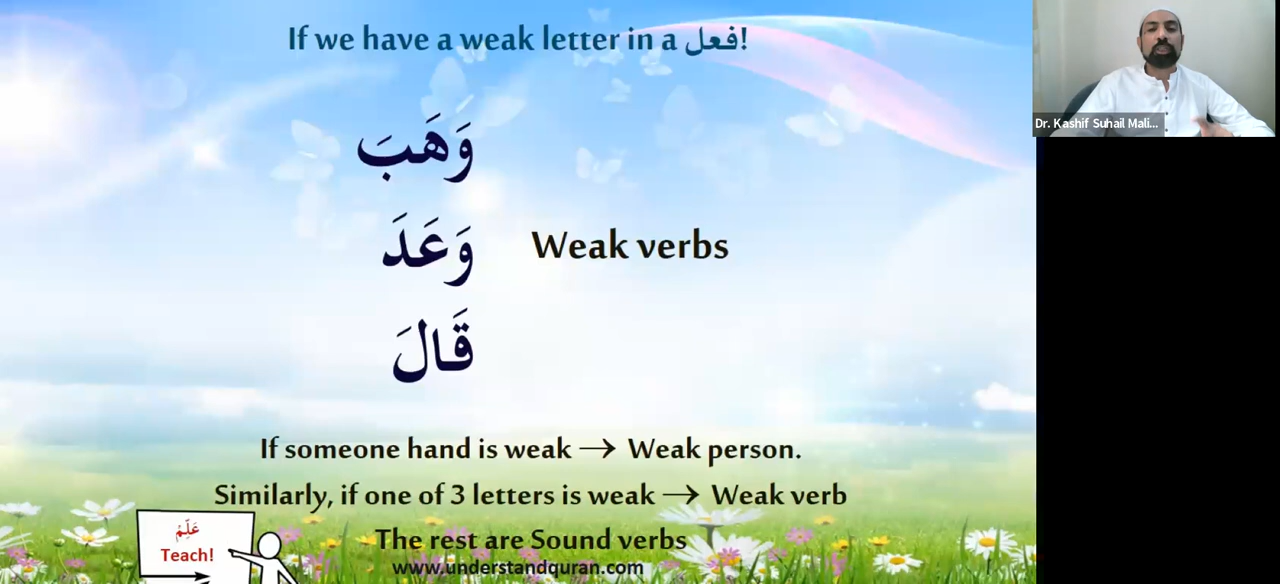 If we have a weak letter in a فعل!
Dr. Kashif Suhail Mali...
وَهَبَ
وَعَدَ
Weak verbs
قَالَ
If someone hand is weak → Weak person.
Similarly, if one of 3 letters is weak → Weak verb
The rest are Sound verbs
عَلِّمْ
Teach!
www.understandquran.com